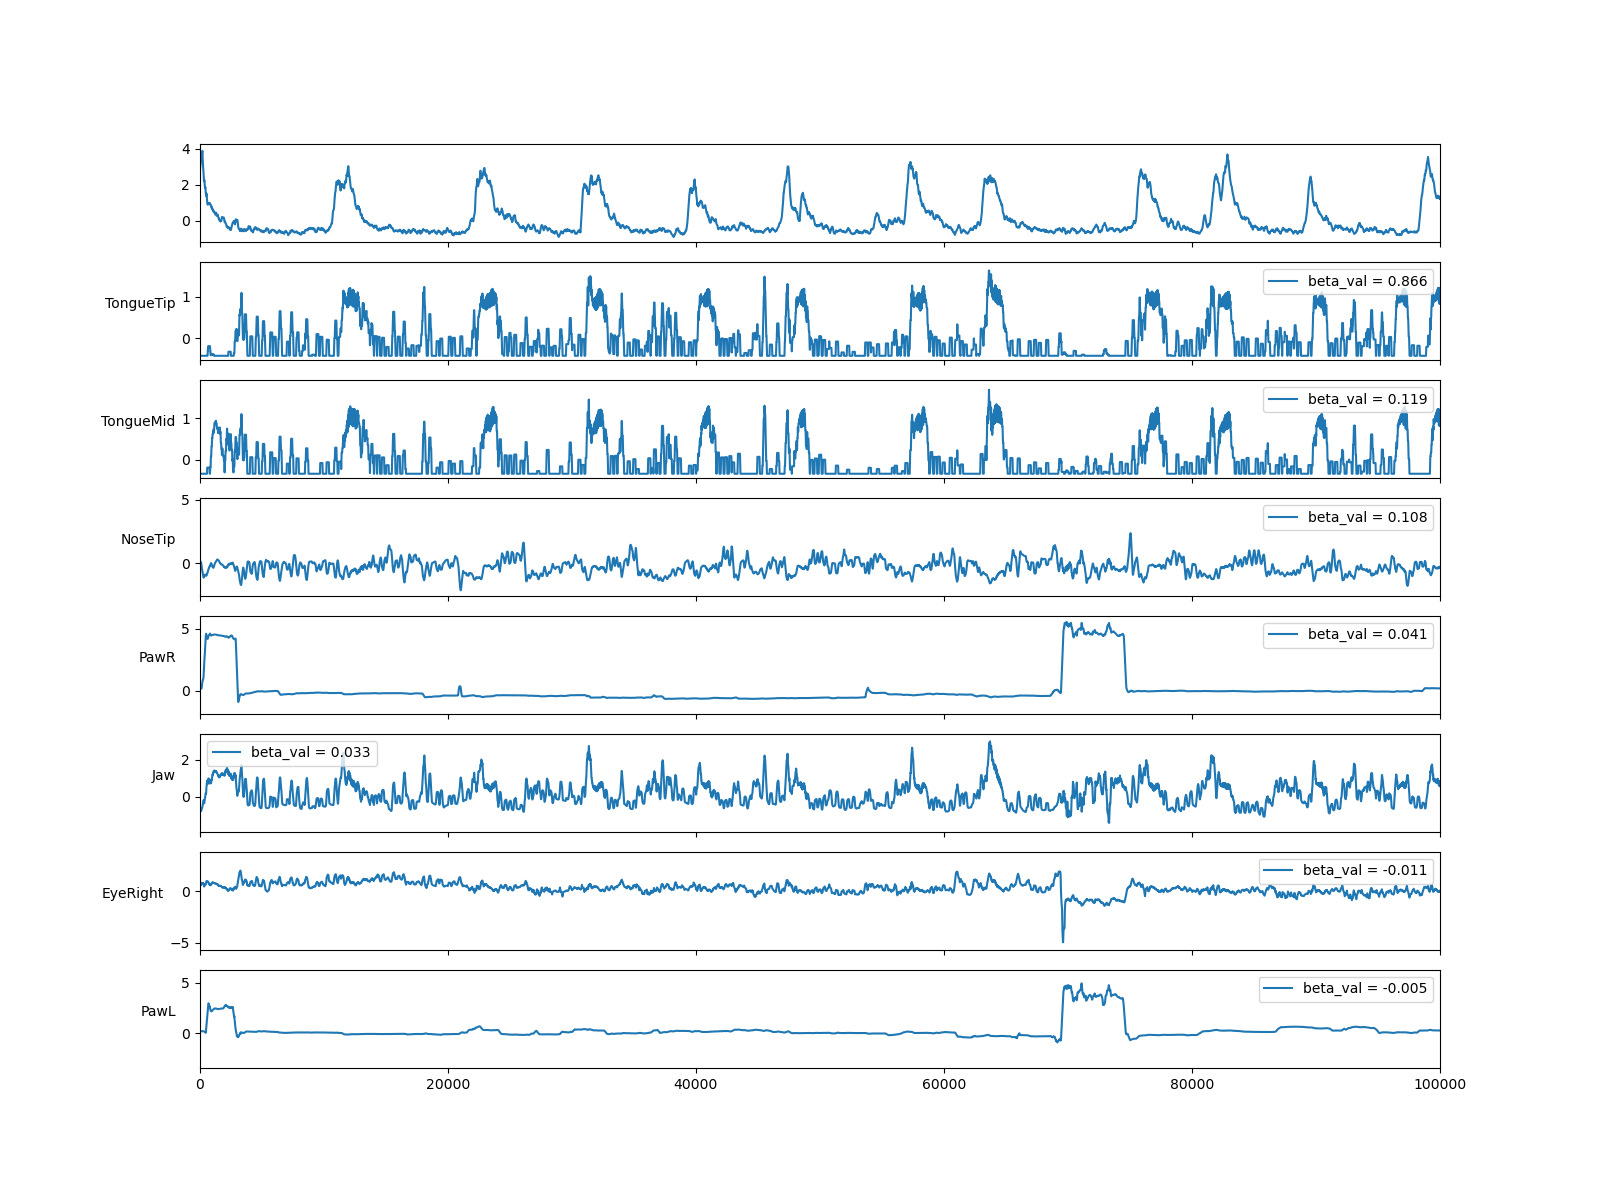 4
2
0
TongueTip
1
0
beta_val = 0.866
TongueMid
1
0
beta_val = 0.119
NoseTip
5
0
beta_val = 0.108
PawR
5
0
beta_val = 0.041
Jaw
2
0
beta_val = 0.033
EyeRight
0
−5
beta_val = -0.011
PawL
5
0
beta_val = -0.005
0 20000 40000 60000 80000 100000